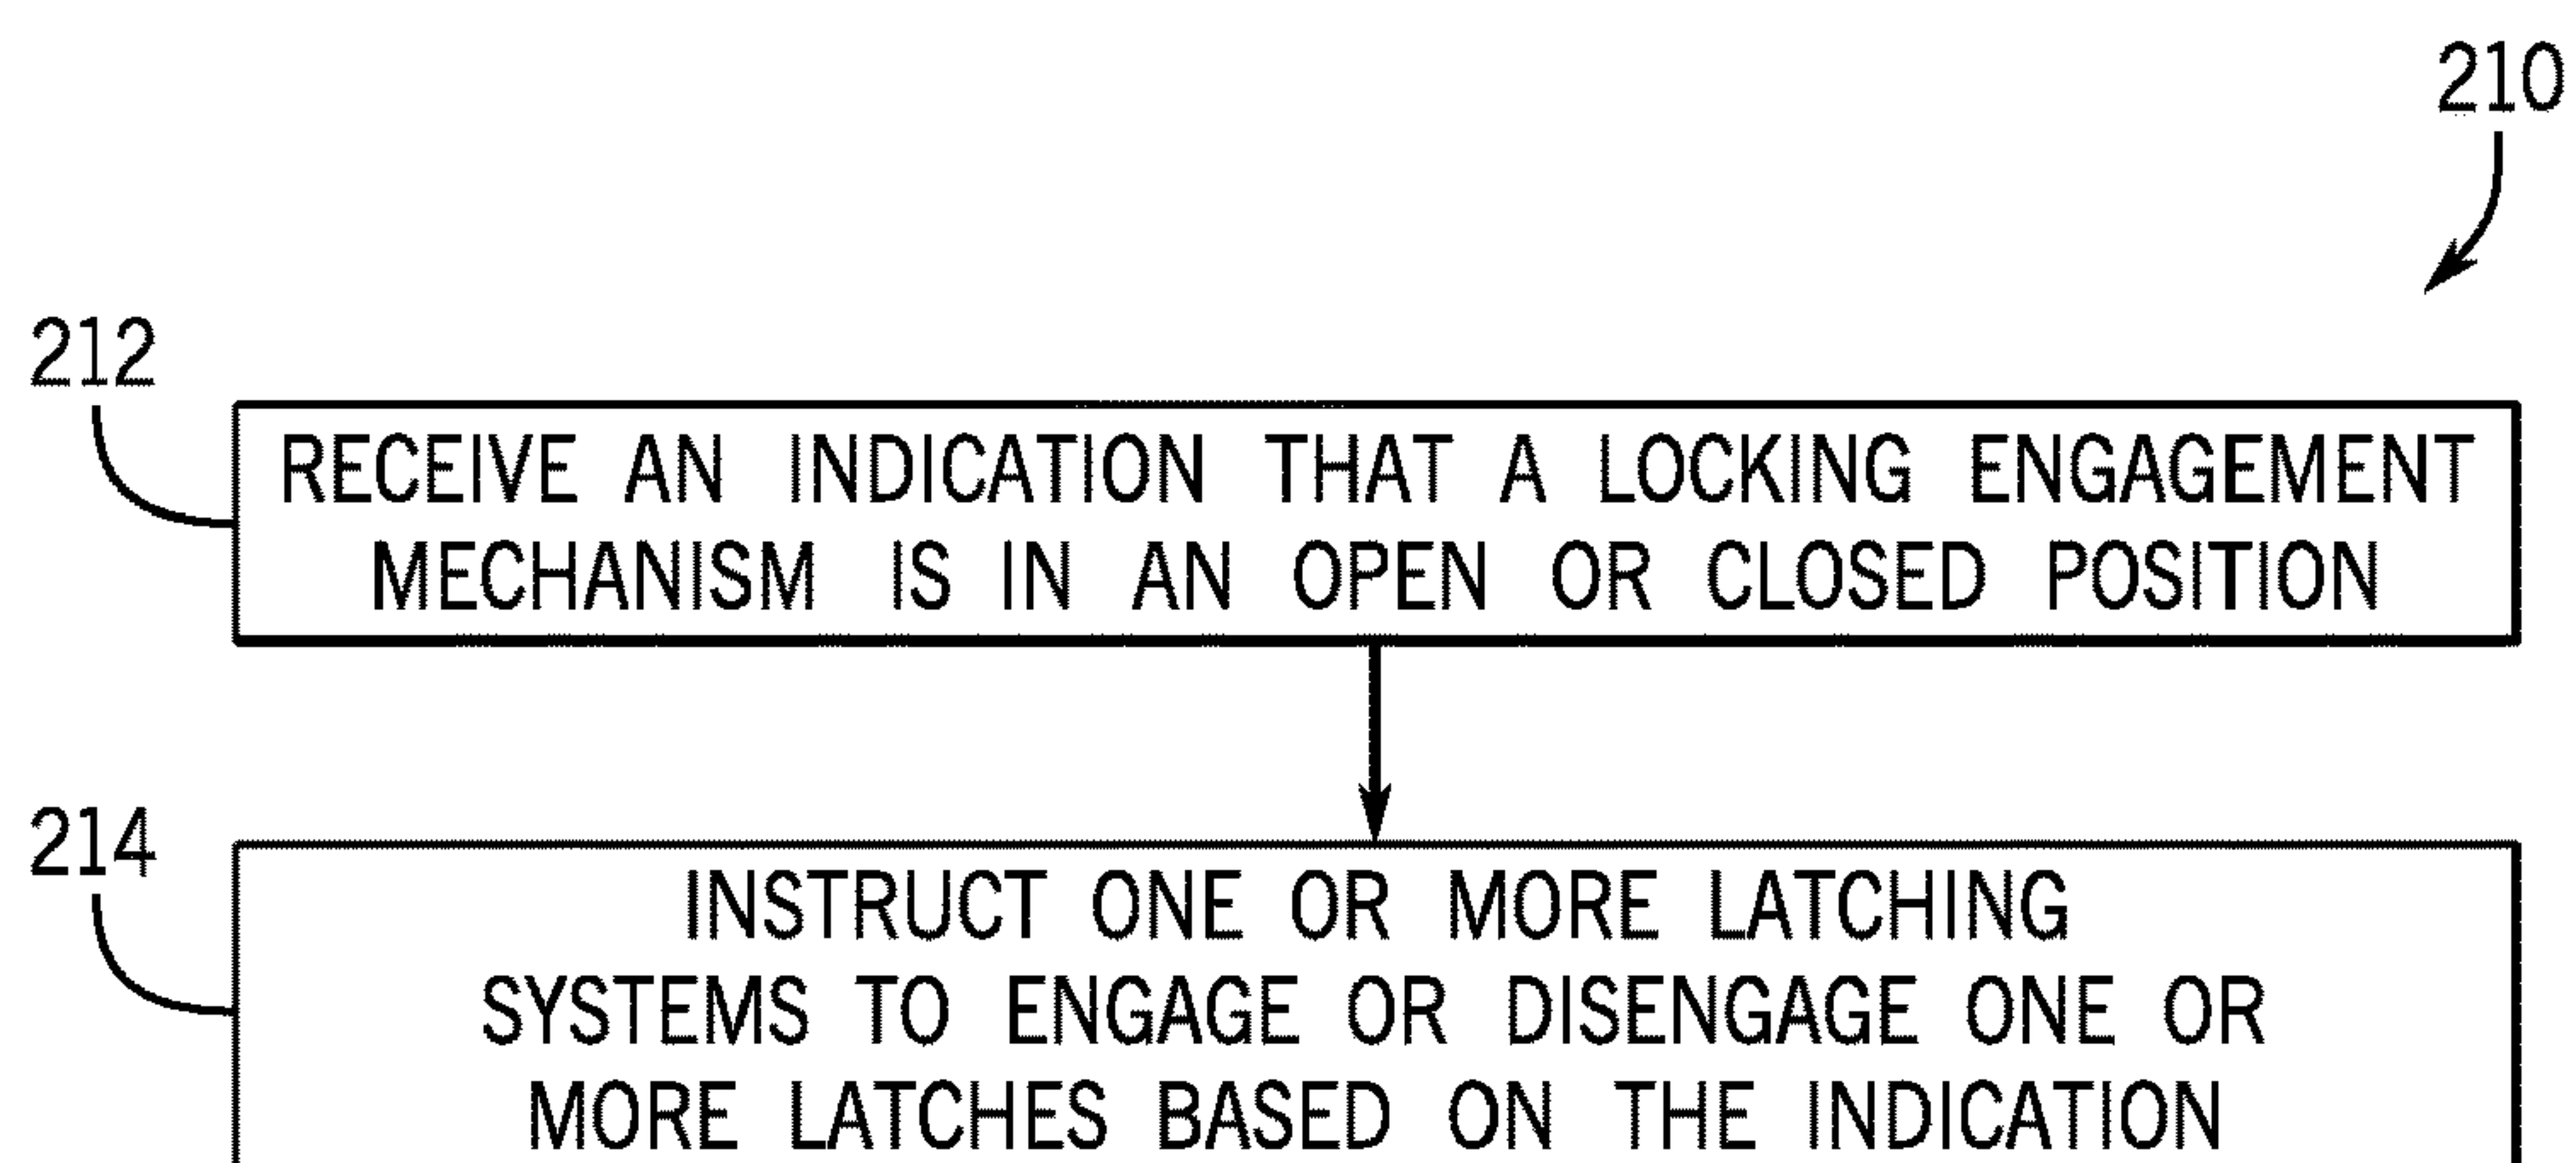 210
212
RECEIVE AN INDICATION THAT A LOCKING ENGAGEMENT
MECHANISM IS IN AN OPEN OR CLOSED POSITION
214
INSTRUCT ONE OR MORE LATCHING
SYSTEMS TO ENGAGE OR DISENGAGE ONE OR
MORE LATCHES BASED ON THE INDICATION